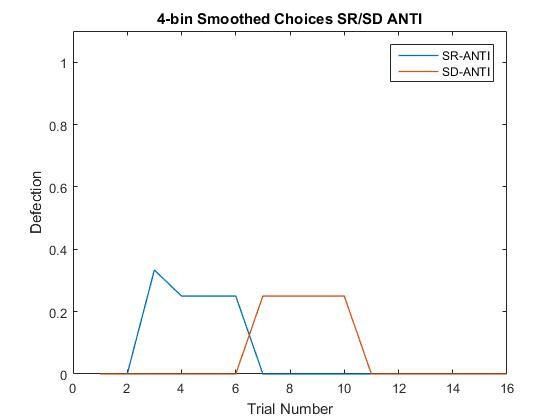 4-bin Smoothed Choices SR/SD ANTI
SR-ANTI
SD-ANTI
Defection
1
0.8
0.6
0.4
0.2
0
0 2 4 6 8 10 12 14 16
Trial Number